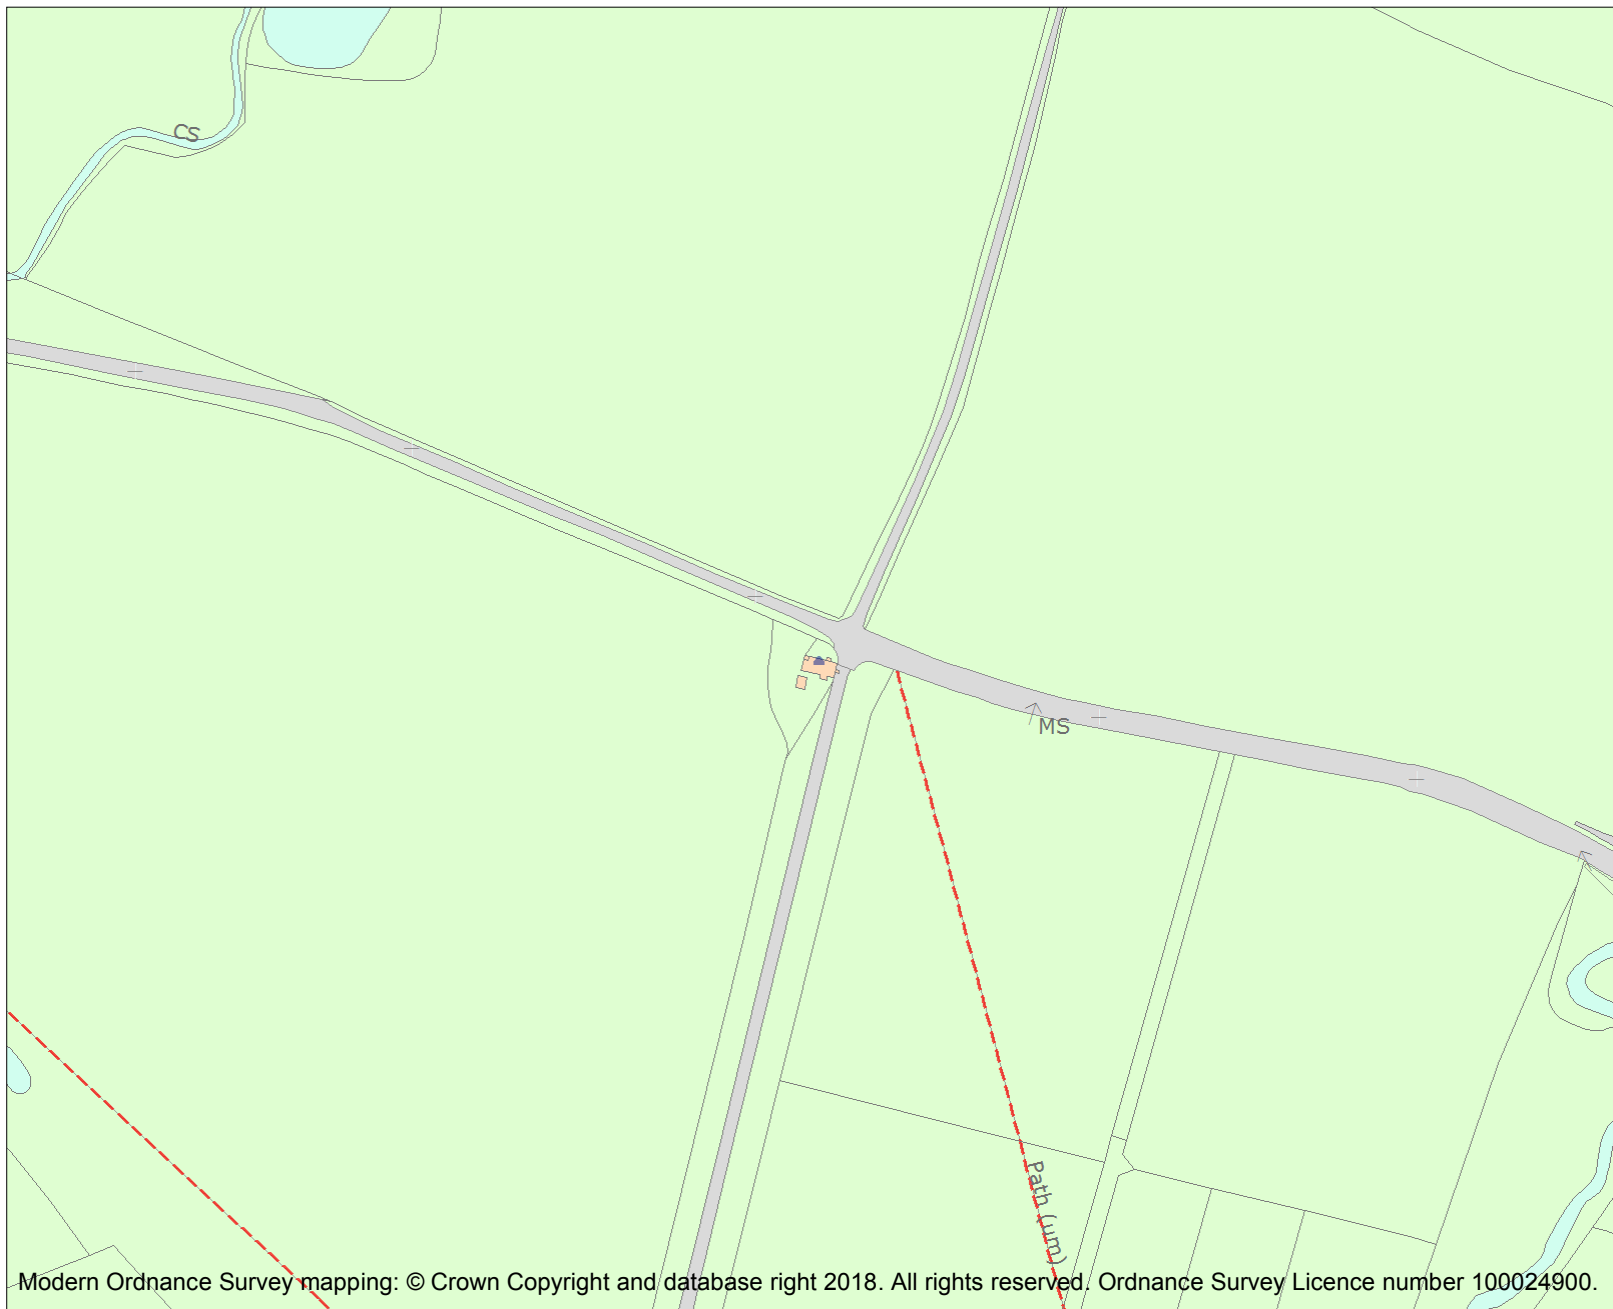 CS
MS
Path (um)
Modern Ordnance Survey mapping: © Crown Copyright and database right 2018. All rights reserved. Ordnance Survey Licence number 100024900.